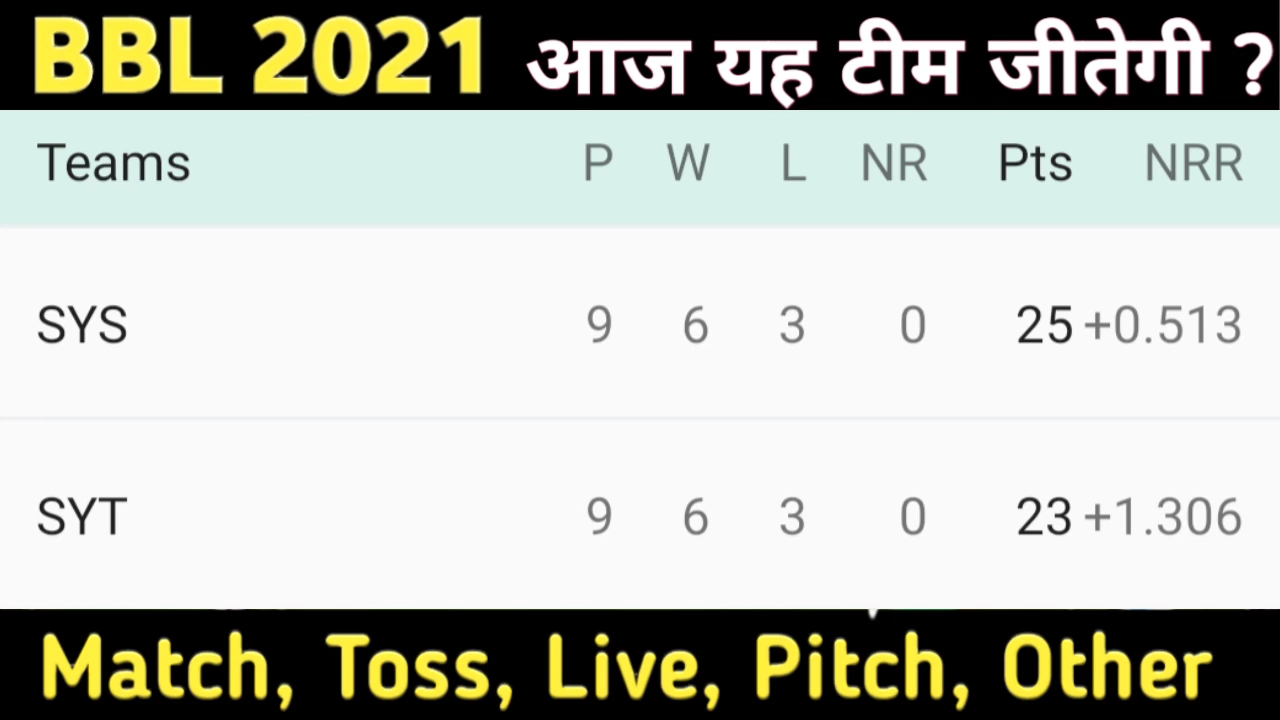 BBL 2021 आज यह टीम जीतेगी ?
Teams P W L NR Pts NRR
SYS 9 6 3 0 25 +0.513
SYT 9 6 3 0 23 +1.306
Match, Toss, Live, Pitch, Other